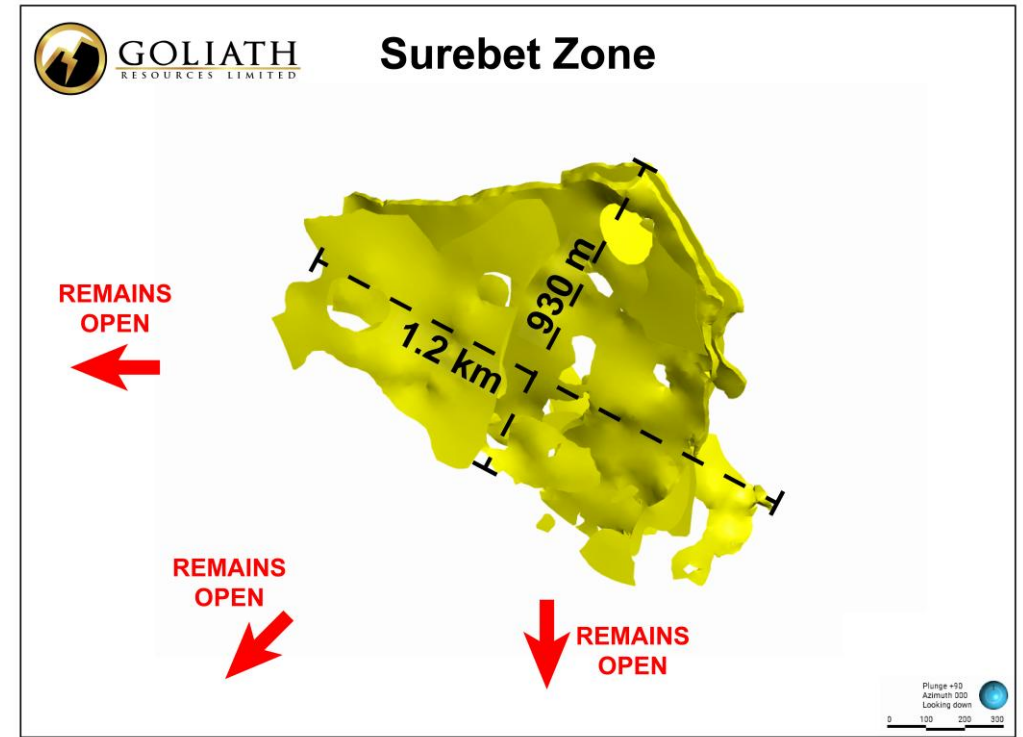 GOLIATH
RESOURCES LIMITED
Surebet Zone
930 m
1.2 km
REMAINS
OPEN
REMAINS
OPEN
REMAINS
OPEN
Plunge +90
Azimuth 000
Looking down
0 100 200 300